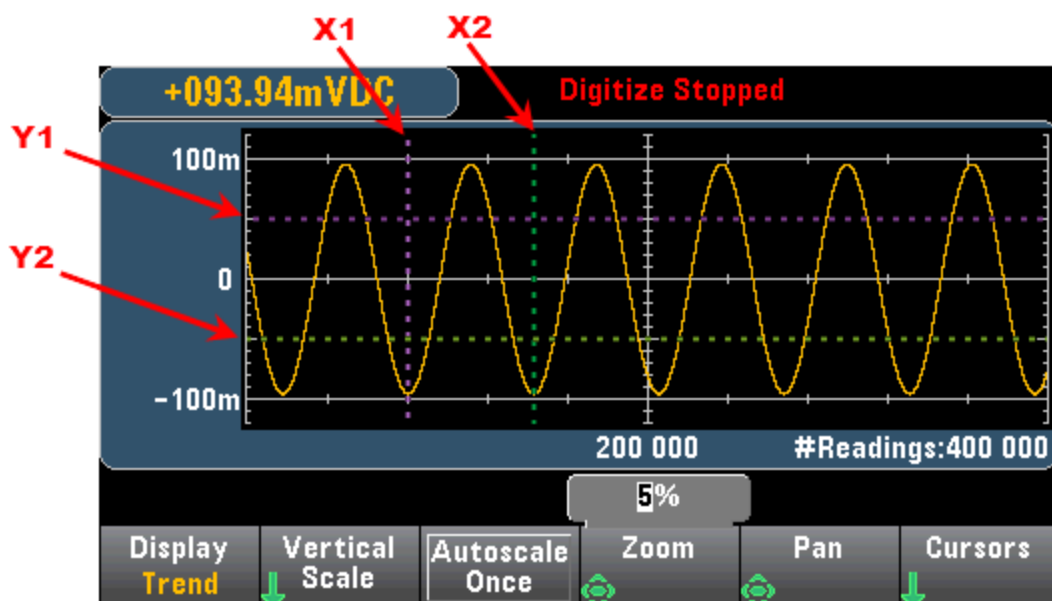 X1
X2
+093.94mVDC
Digitize Stopped
Y1
100m
Y2
0
-100m
200 000
#Readings:400 000
5%
Display
Trend
Vertical
Scale
Autoscale
Once
Zoom
Pan
Cursors